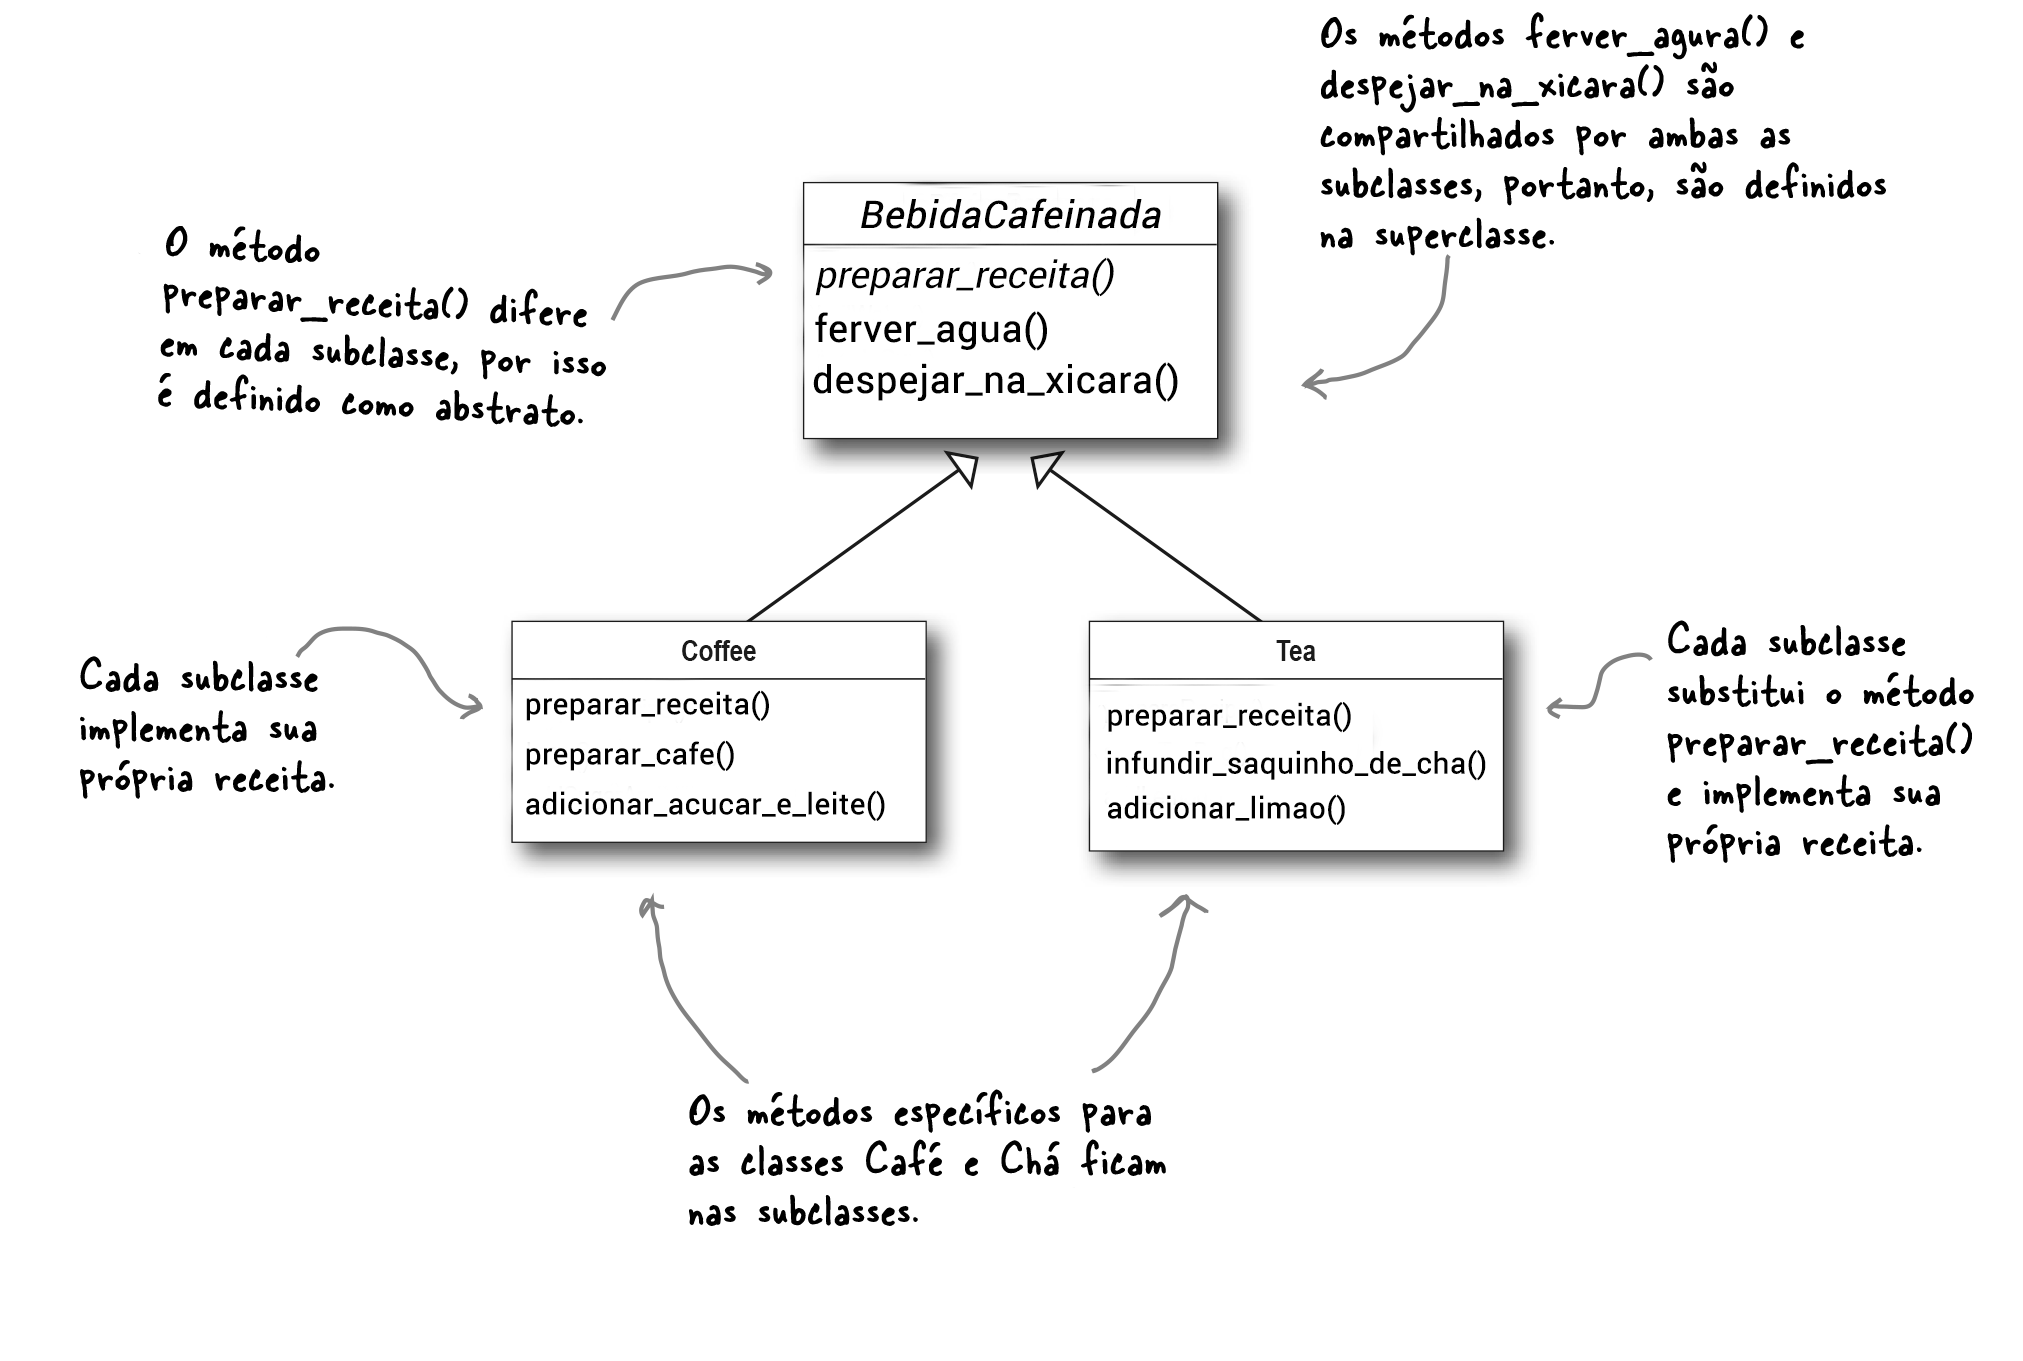 Os métodos ferver_agura() e
despejar_na_xicara() são
compartilhados por ambas as
subclasses, portanto, são definidos
na superclasse.
O método
preparar_receita() difere
em cada subclasse, por isso
é definido como abstrato.
BebidaCafeinada
preparar_receita()
ferver_agua()
despejar_na_xicara()
Cada subclasse
implementa sua
própria receita.
Coffee
preparar_receita()
preparar_cafe()
adicionar_acucar_e_leite()
Tea
preparar_receita()
infundir_saquinho_de_cha()
adicionar_limao()
Cada subclasse
substitui o método
preparar_receita()
e implementa sua
própria receita.
Os métodos específicos para
as classes Café e Chá ficam
nas subclasses.